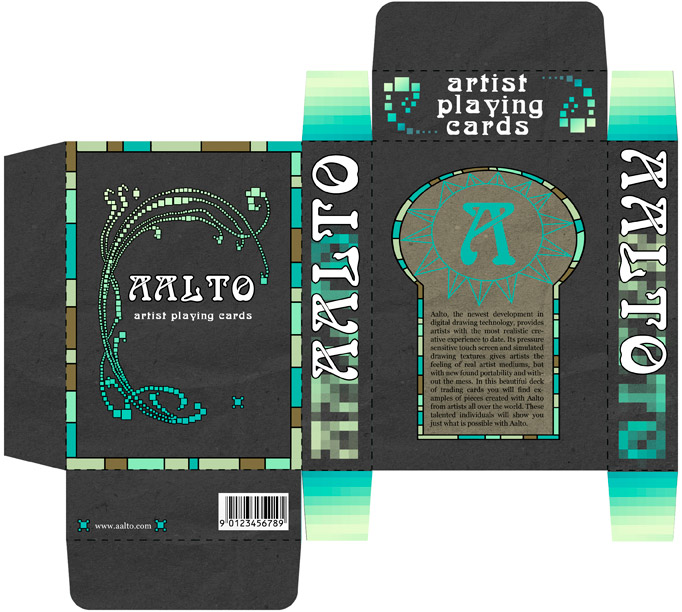 artist
playing
cards
AALTO
artist playing cards
AALTO
A
Aalto, the newest development in
digital drawing technology, provides
artists with the most realistic cre-
ative experience to date. Its pressure
sensitive touch screen and simulated
drawing textures gives artists the
feeling of real artist mediums, but
with new found portability and with-
out the mess. In this beautiful deck
of trading cards you will find ex-
amples of pieces created with Aalto
from artists all over the world. These
talented individuals will show you
just what is possible with Aalto.
AALTO
www.aalto.com
9 0123456789